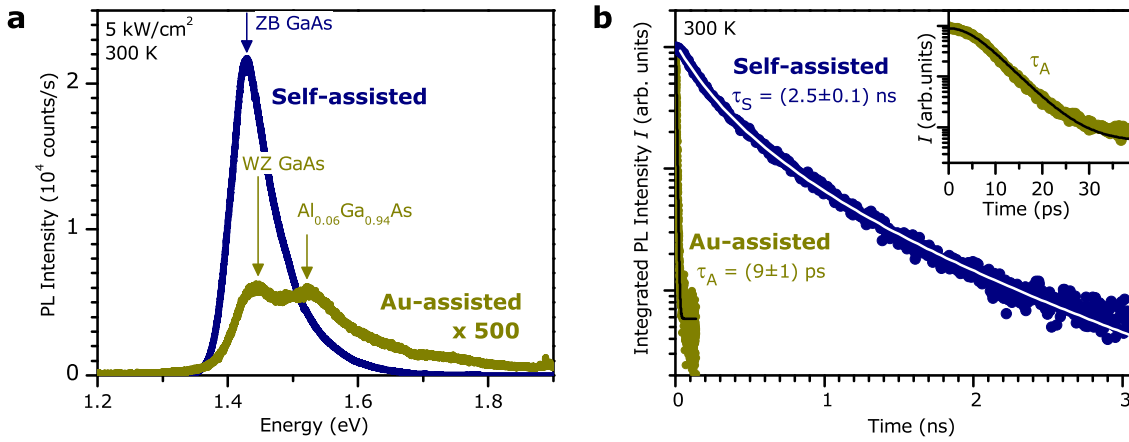 a
5 kW/cm²
300 K
ZB GaAs
Self-assisted
WZ GaAs
Al₀.₀₆Ga₀.₉₄As
Au-assisted
x 500
PL Intensity (10⁴ counts/s)
0
1
2
1.2
1.4
1.6
1.8
Energy (eV)
b
300 K
Self-assisted
τS = (2.5±0.1) ns
Au-assisted
τA = (9±1) ps
Integrated PL Intensity I (arb. units)
0
1
2
3
Time (ns)
τA
I (arb.units)
0
10
20
30
Time (ps)